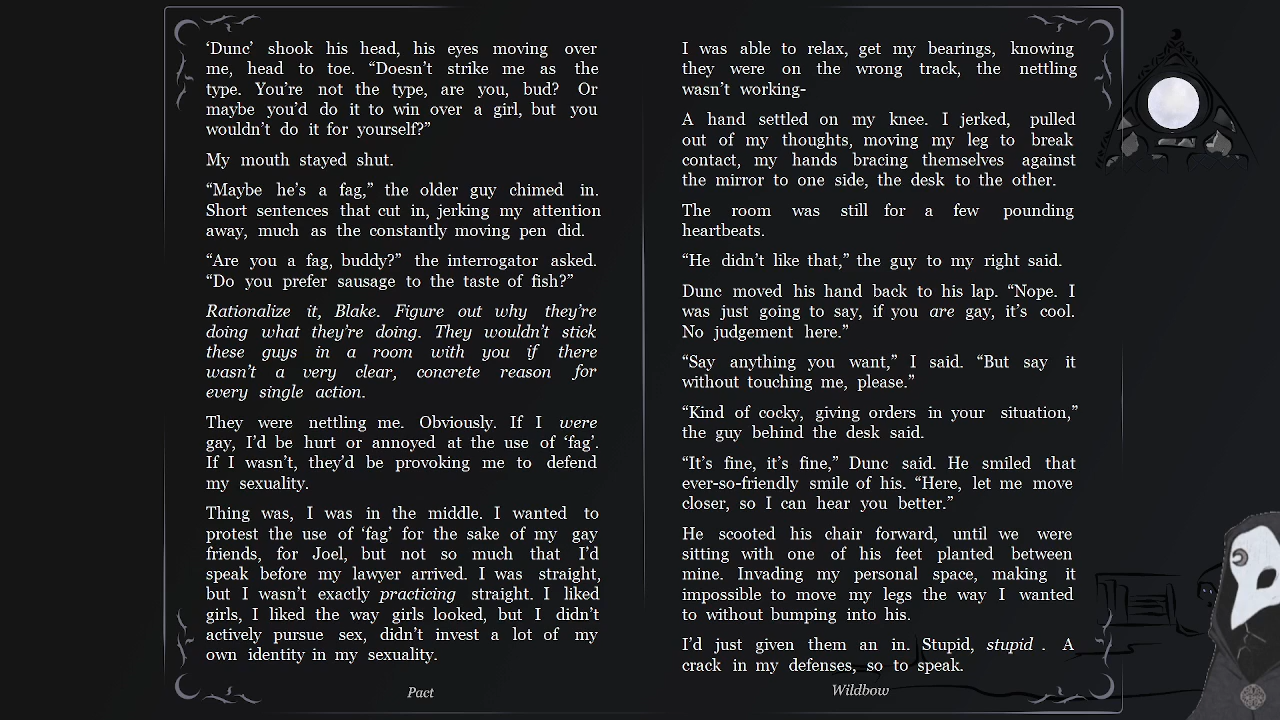 ‘Dunc’ shook his head, his eyes moving over
me, head to toe. “Doesn’t strike me as the
type. You’re not the type, are you, bud? Or
maybe you’d do it to win over a girl, but you
wouldn’t do it for yourself?”
My mouth stayed shut.
“Maybe he’s a fag,” the older guy chimed in.
Short sentences that cut in, jerking my attention
away, much as the constantly moving pen did.
“Are you a fag, buddy?” the interrogator asked.
“Do you prefer sausage to the taste of fish?”
Rationalize it, Blake. Figure out why they’re
doing what they’re doing. They wouldn’t stick
these guys in a room with you if there
wasn’t a very clear, concrete reason for
every single action.
They were nettling me. Obviously. If I were
gay, I’d be hurt or annoyed at the use of ‘fag’.
If I wasn’t, they’d be provoking me to defend
my sexuality.
Thing was, I was in the middle. I wanted to
protest the use of ‘fag’ for the sake of my gay
friends, for Joel, but not so much that I’d
speak before my lawyer arrived. I was straight,
but I wasn’t exactly practicing straight. I liked
girls, I liked the way girls looked, but I didn’t
actively pursue sex, didn’t invest a lot of my
own identity in my sexuality.
Pact
I was able to relax, get my bearings, knowing
they were on the wrong track, the nettling
wasn’t working-
A hand settled on my knee. I jerked, pulled
out of my thoughts, moving my leg to break
contact, my hands bracing themselves against
the mirror to one side, the desk to the other.
The room was still for a few pounding
heartbeats.
“He didn’t like that,” the guy to my right said.
Dunc moved his hand back to his lap. “Nope. I
was just going to say, if you are gay, it’s cool.
No judgement here.”
“Say anything you want,” I said. “But say it
without touching me, please.”
“Kind of cocky, giving orders in your situation,”
the guy behind the desk said.
“It’s fine, it’s fine,” Dunc said. He smiled that
ever-so-friendly smile of his. “Here, let me move
closer, so I can hear you better.”
He scooted his chair forward, until we were
sitting with one of his feet planted between
mine. Invading my personal space, making it
impossible to move my legs the way I wanted
to without bumping into his.
I’d just given them an in. Stupid, stupid . A
crack in my defenses, so to speak.
Wildbow